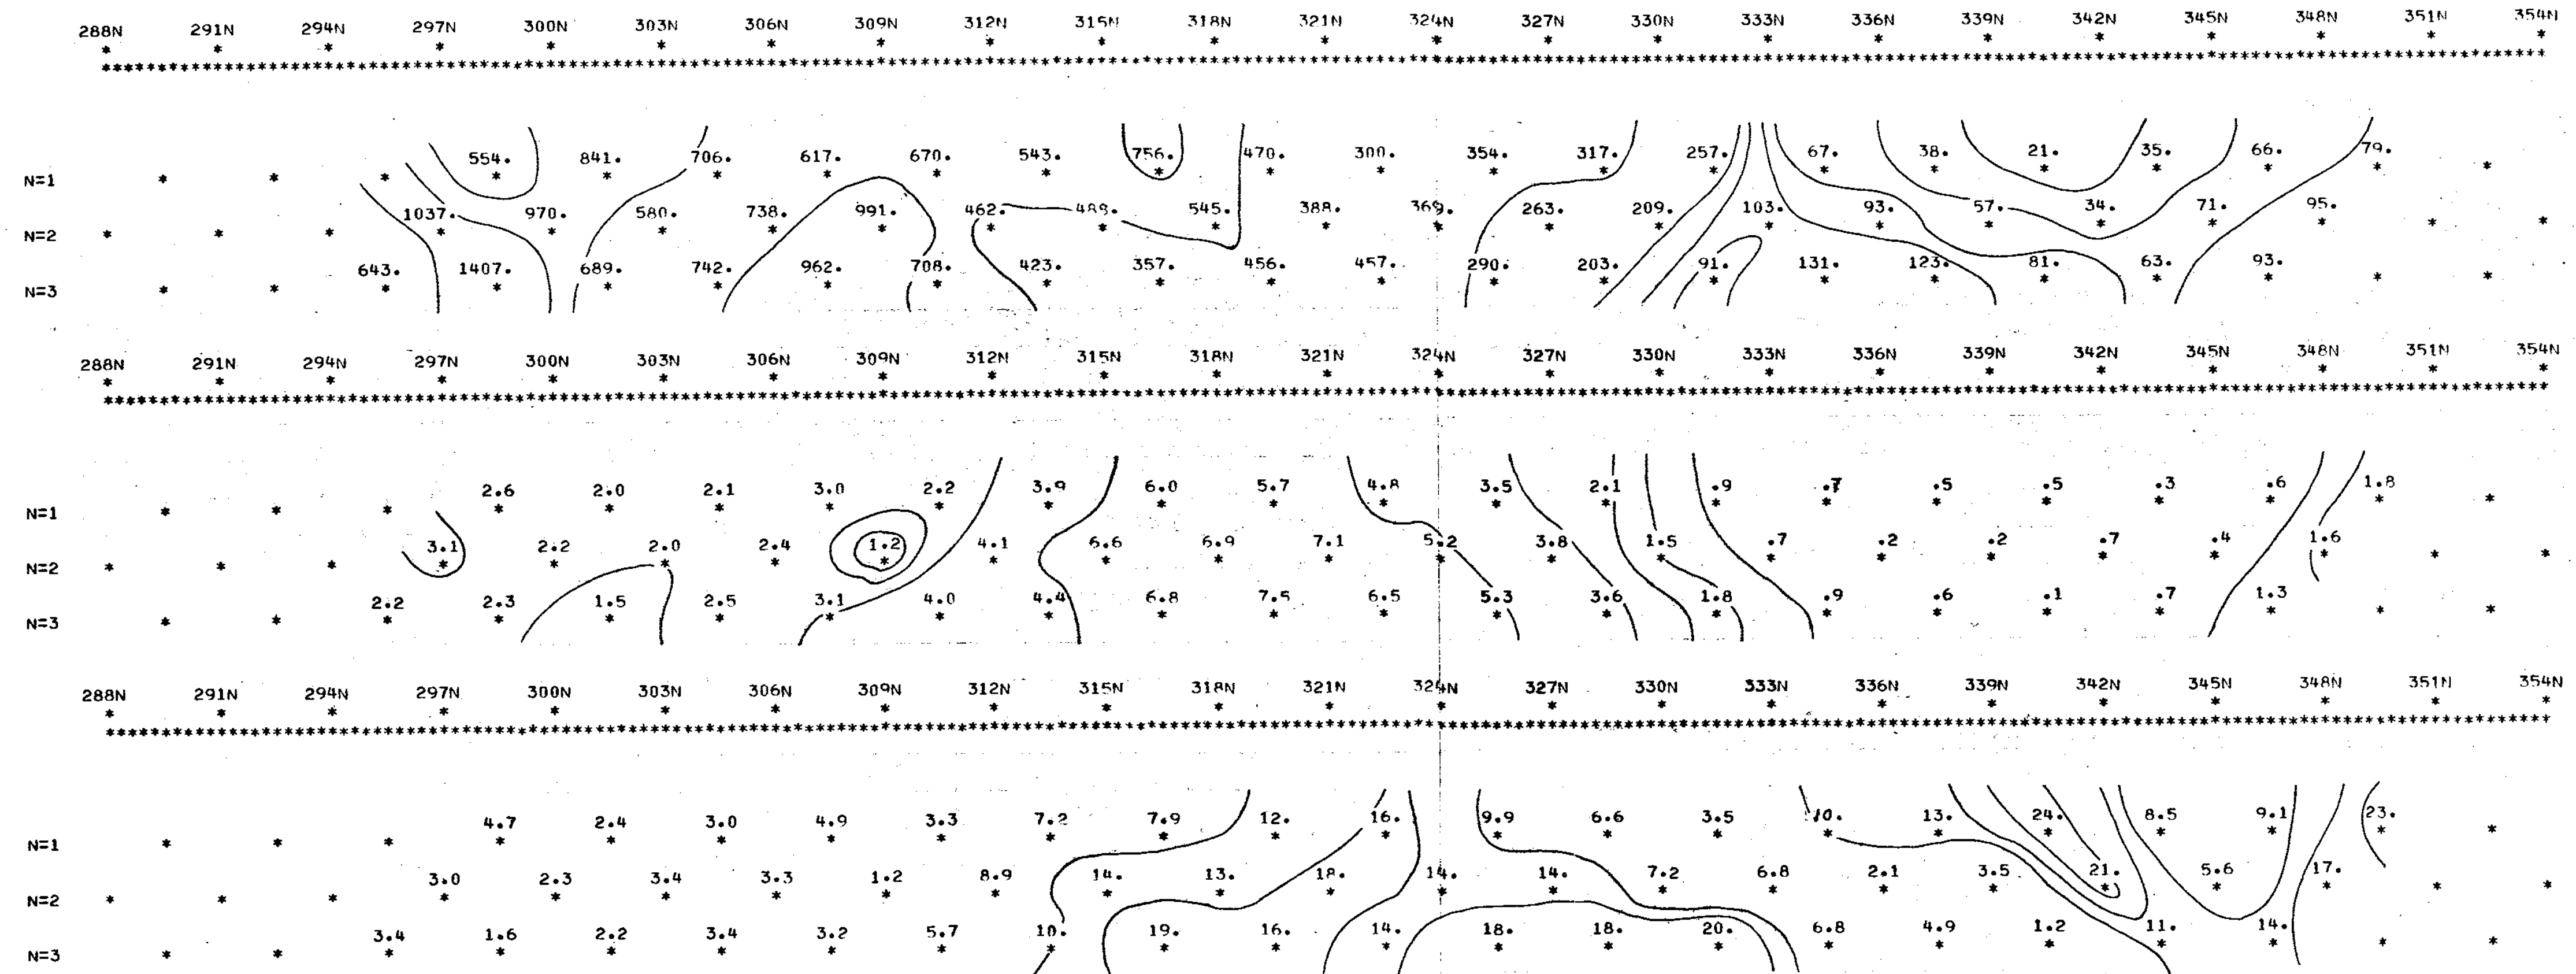 288N 291N 294N 297N 300N 303N 306N 309N 312N 315N 318N 321N 324N 327N 330N 333N 336N 339N 342N 345N 348N 351N 354N
554. 841. 706. 617. 670. 543. 756. 470. 300. 354. 317. 257. 67. 38. 21. 35. 66. 79.
N=1
1037. 970. 580. 738. 991. 462. 488. 545. 388. 369. 263. 209. 103. 93. 57. 34. 71. 95.
N=2
643. 1407. 689. 742. 962. 708. 423. 357. 456. 457. 290. 203. 91. 131. 123. 81. 63. 93.
N=3
288N 291N 294N 297N 300N 303N 306N 309N 312N 315N 318N 321N 324N 327N 330N 333N 336N 339N 342N 345N 348N 351N 354N
2.6 2.0 2.1 3.0 2.2 3.9 6.0 5.7 4.8 3.5 2.1 .9 .7 .5 .5 .3 .6 1.8
N=1
3.1 2.2 2.0 2.4 1.2 4.1 6.6 6.9 7.1 5.2 3.8 1.5 .7 .2 .2 .7 .4 1.6
N=2
2.2 2.3 1.5 2.5 3.1 4.0 4.4 6.8 7.5 6.5 5.3 3.6 1.8 .9 .6 .1 .7 1.3
N=3
288N 291N 294N 297N 300N 303N 306N 309N 312N 315N 318N 321N 324N 327N 330N 333N 336N 339N 342N 345N 348N 351N 354N
4.7 2.4 3.0 4.9 3.3 7.2 7.9 12. 16. 9.9 6.6 3.5 10. 13. 24. 8.5 9.1 23.
N=1
3.0 2.3 3.4 3.3 1.2 8.9 14. 13. 18. 14. 14. 7.2 6.8 2.1 3.5 21. 5.6 17.
N=2
3.4 1.6 2.2 3.4 3.2 5.7 10. 19. 16. 14. 18. 18. 20. 6.8 4.9 1.2 11. 14.
N=3